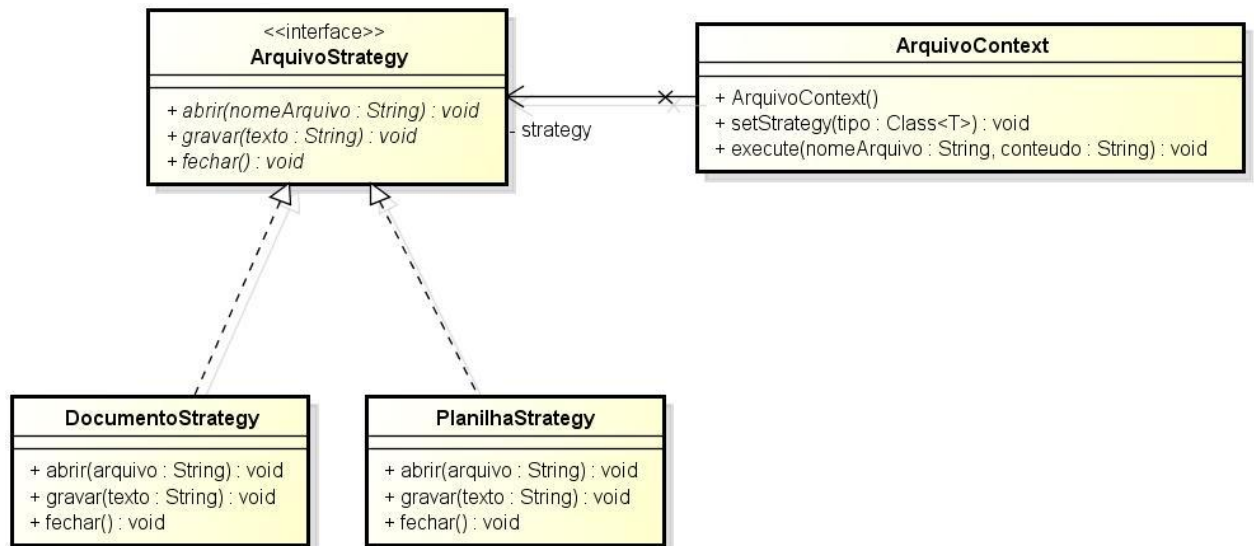 <<interface>>
ArquivoStrategy
+ abrir(nomeArquivo : String) : void
+ gravar(texto : String) : void
+ fechar() : void
- strategy
ArquivoContext
+ ArquivoContext()
+ setStrategy(tipo : Class<T>) : void
+ execute(nomeArquivo : String, conteudo : String) : void
DocumentoStrategy
+ abrir(arquivo : String) : void
+ gravar(texto : String) : void
+ fechar() : void
PlanilhaStrategy
+ abrir(arquivo : String) : void
+ gravar(texto : String) : void
+ fechar() : void